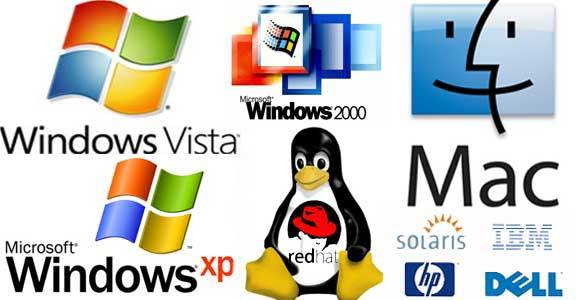 Windows Vista
Microsoft®
Windows® 2000
Mac
Microsoft®
Windows xp
redhat
solaris
IBM
hp
DELL